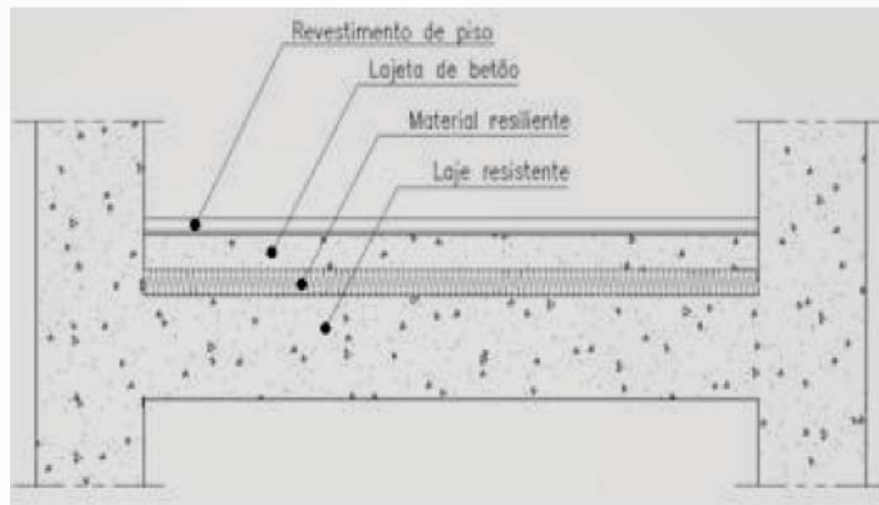 Revestimento de piso
Lajeta de betão
Material resiliente
Laje resistente